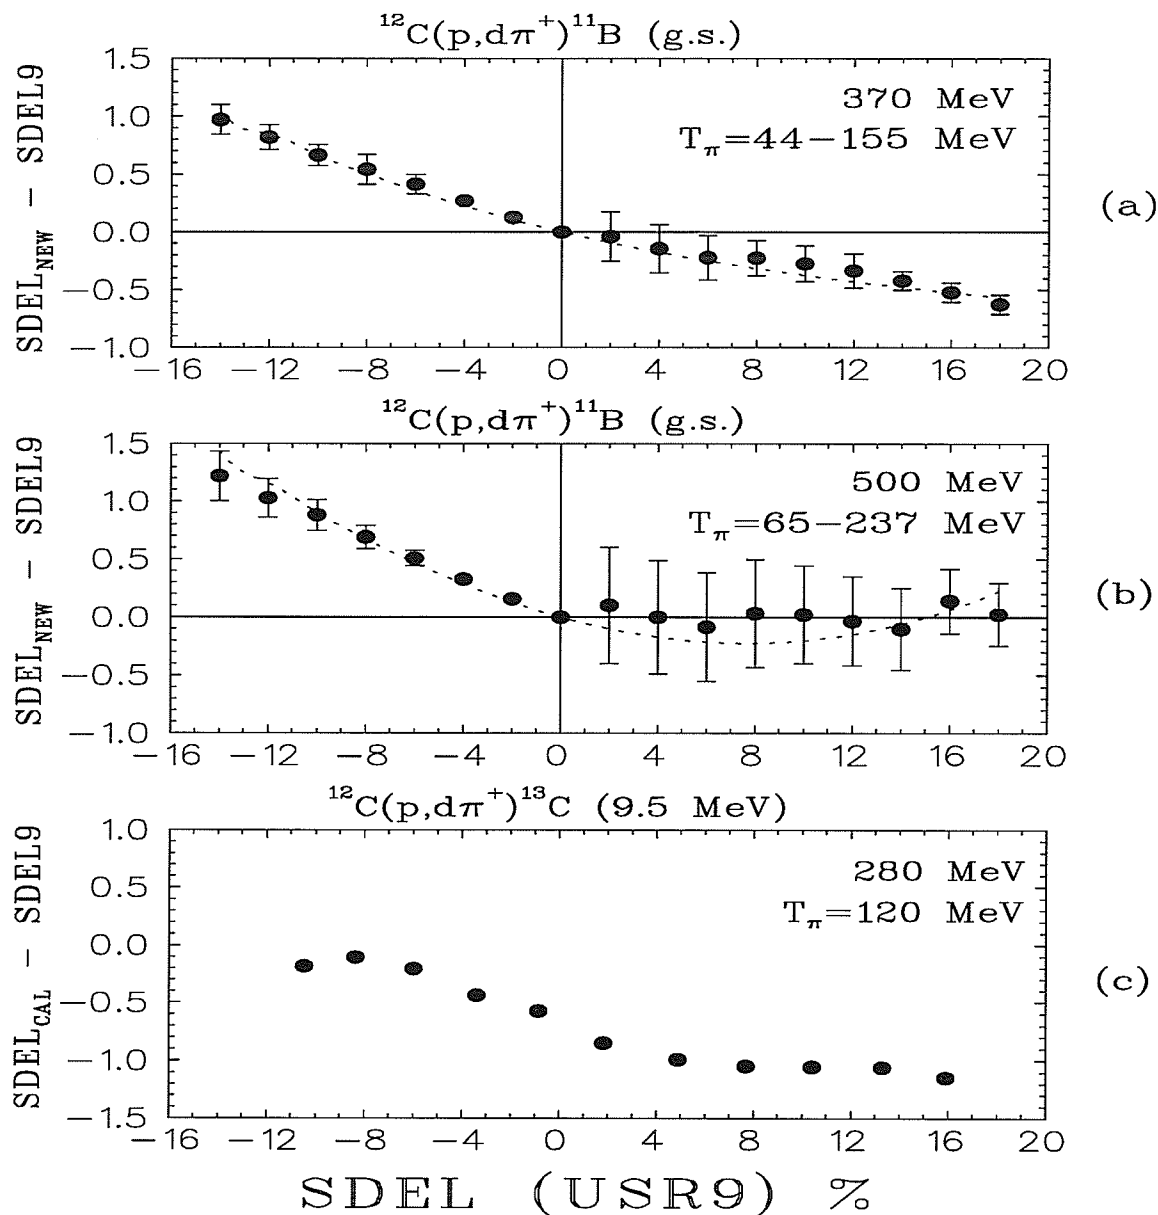 ¹²C(p,dπ⁺)¹¹B (g.s.)
SDEL_NEW − SDEL9
1.5
1.0
0.5
0.0
−0.5
−1.0
370 MeV
T_π=44−155 MeV
(a)
−16 −12 −8 −4 0 4 8 12 16 20
¹²C(p,dπ⁺)¹¹B (g.s.)
SDEL_NEW − SDEL9
1.5
1.0
0.5
0.0
−0.5
−1.0
500 MeV
T_π=65−237 MeV
(b)
−16 −12 −8 −4 0 4 8 12 16 20
¹²C(p,dπ⁺)¹³C (9.5 MeV)
SDEL_CAL − SDEL9
1.0
0.5
0.0
−0.5
−1.0
−1.5
280 MeV
T_π=120 MeV
(c)
−16 −12 −8 −4 0 4 8 12 16 20
SDEL (USR9) %